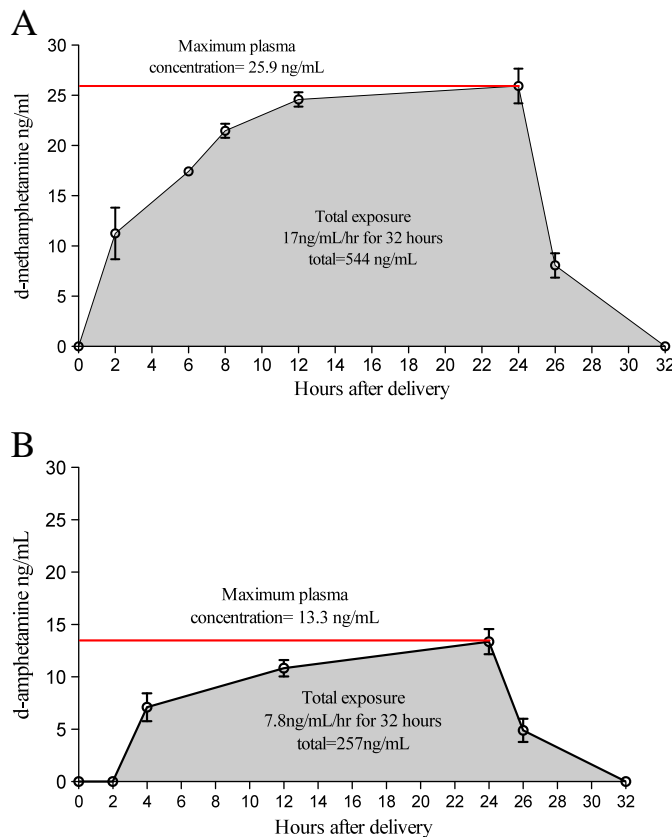 A
30
25
20
15
10
5
0
d-methamphetamine ng/ml
Maximum plasma
concentration= 25.9 ng/mL
Total exposure
17ng/mL/hr for 32 hours
total=544 ng/mL
0 2 4 6 8 10 12 14 16 18 20 22 24 26 28 30 32
Hours after delivery
B
30
25
20
15
10
5
0
d-amphetamine ng/mL
Maximum plasma
concentration= 13.3 ng/mL
Total exposure
7.8ng/mL/hr for 32 hours
total=257ng/mL
0 2 4 6 8 10 12 14 16 18 20 22 24 26 28 30 32
Hours after delivery